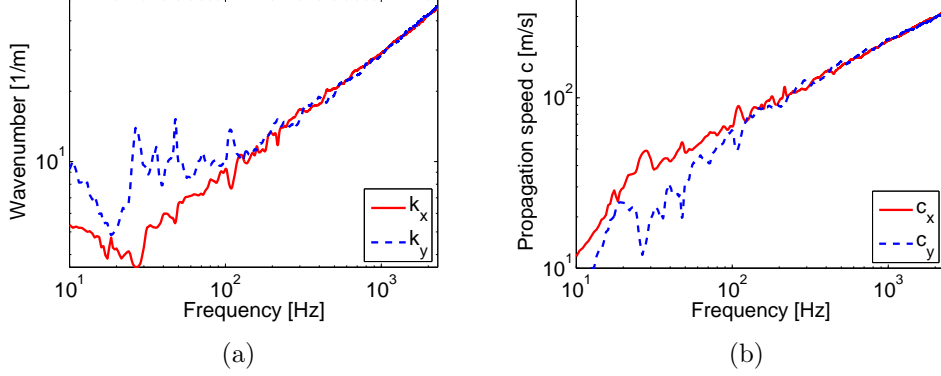 Wavenumber [1/m]
10^1
k_x
k_y
10^1 10^2 10^3
Frequency [Hz]
(a)
Propagation speed c [m/s]
10^2
10^1
c_x
c_y
10^1 10^2 10^3
Frequency [Hz]
(b)